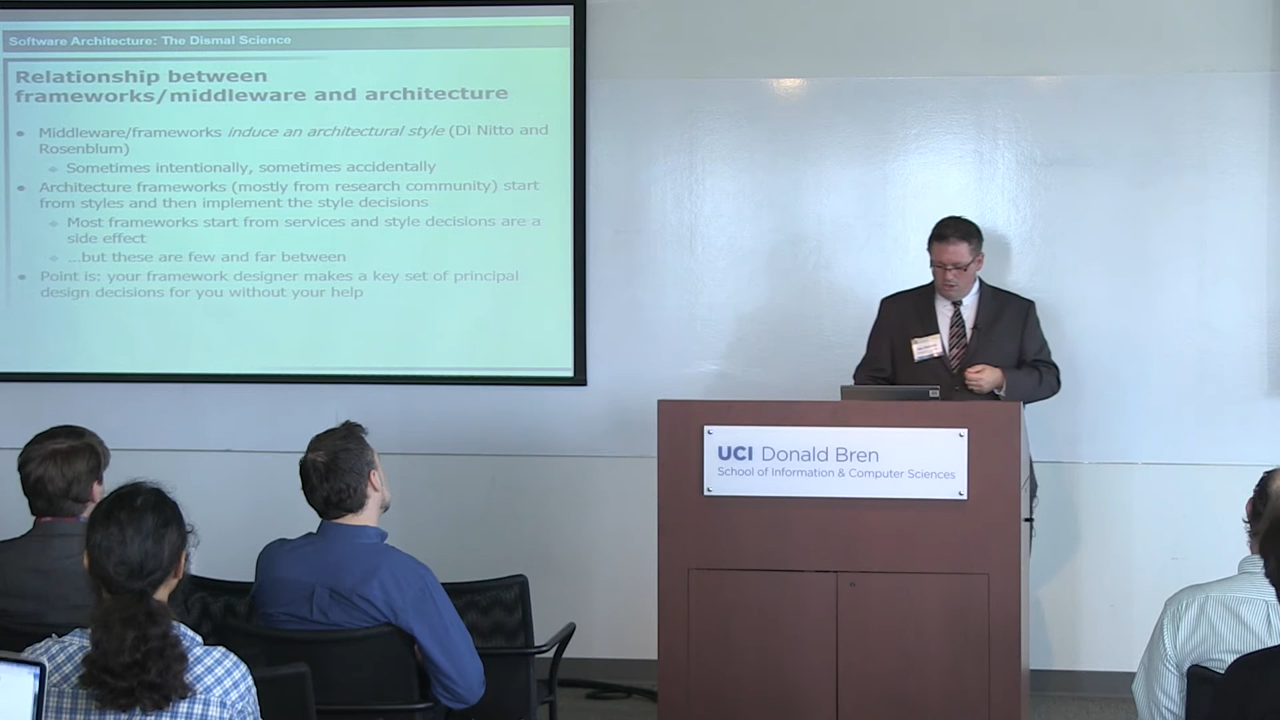 Software Architecture: The Dismal Science
Relationship between
frameworks/middleware and architecture
Middleware/frameworks induce an architectural style (Di Nitto and
Rosenblum)
Sometimes intentionally, sometimes accidentally
Architecture frameworks (mostly from research community) start
from styles and then implement the style decisions
Most frameworks start from services and style decisions are a
side effect
...but these are few and far between
Point is: your framework designer makes a key set of principal
design decisions for you without your help
UCI Donald Bren
School of Information & Computer Sciences